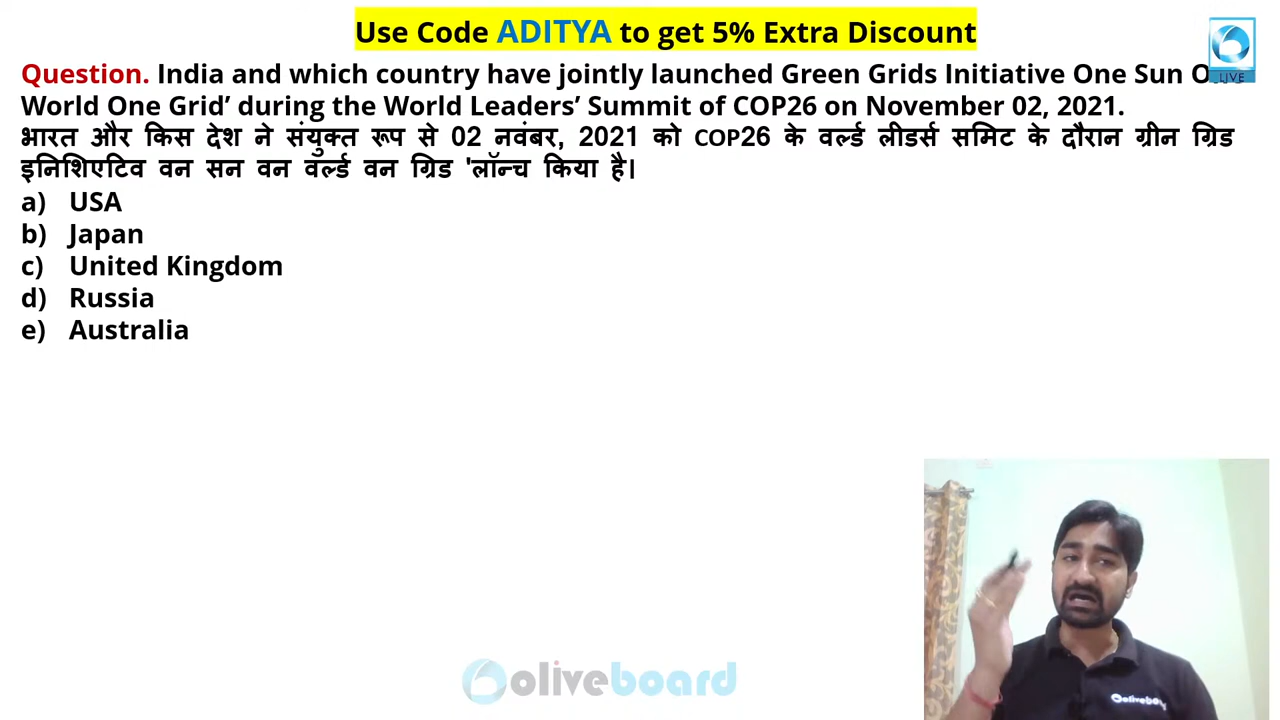 Use Code ADITYA to get 5% Extra Discount
LIVE
Question. India and which country have jointly launched Green Grids Initiative One Sun
World One Grid’ during the World Leaders’ Summit of COP26 on November 02, 2021.
भारत और किस देश ने संयुक्त रूप से 02 नवंबर, 2021 को COP26 के वर्ल्ड लीडर्स समिट के दौरान ग्रीन ग्रिड
इनिशिएटिव वन सन वन वर्ल्ड वन ग्रिड 'लॉन्च किया है।
a) USA
b) Japan
c) United Kingdom
d) Russia
e) Australia
oliveboard
oliveboa